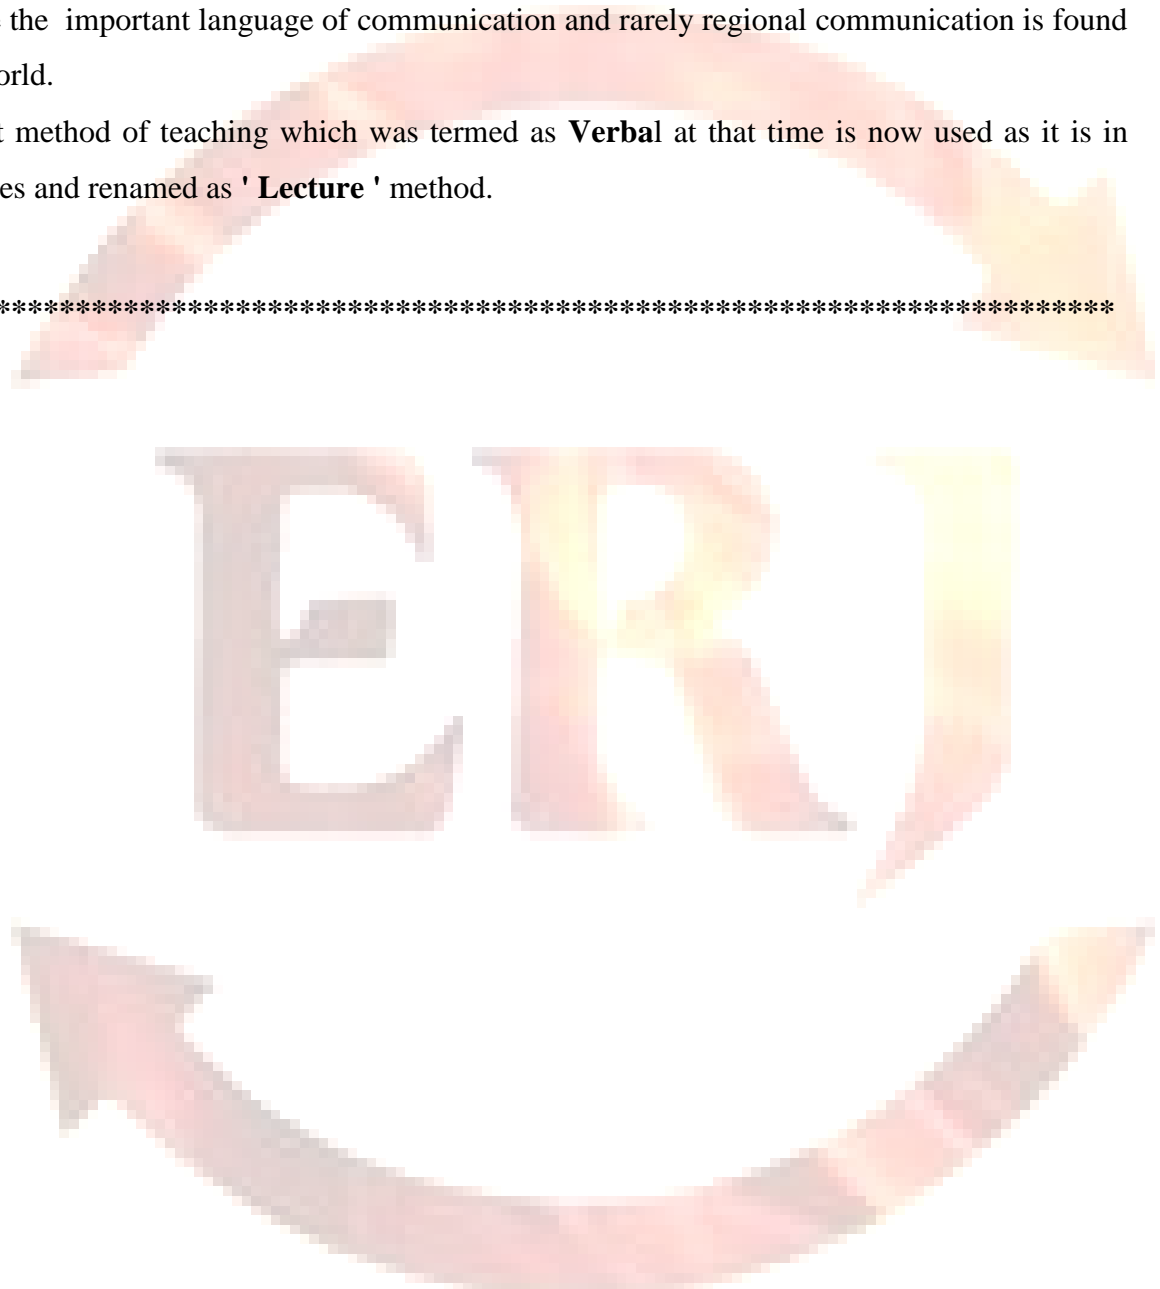 the important language of communication and rarely regional communication is found
orld.
t method of teaching which was termed as Verbal at that time is now used as it is in
es and renamed as ' Lecture ' method.
**********************************************************************
ERJ